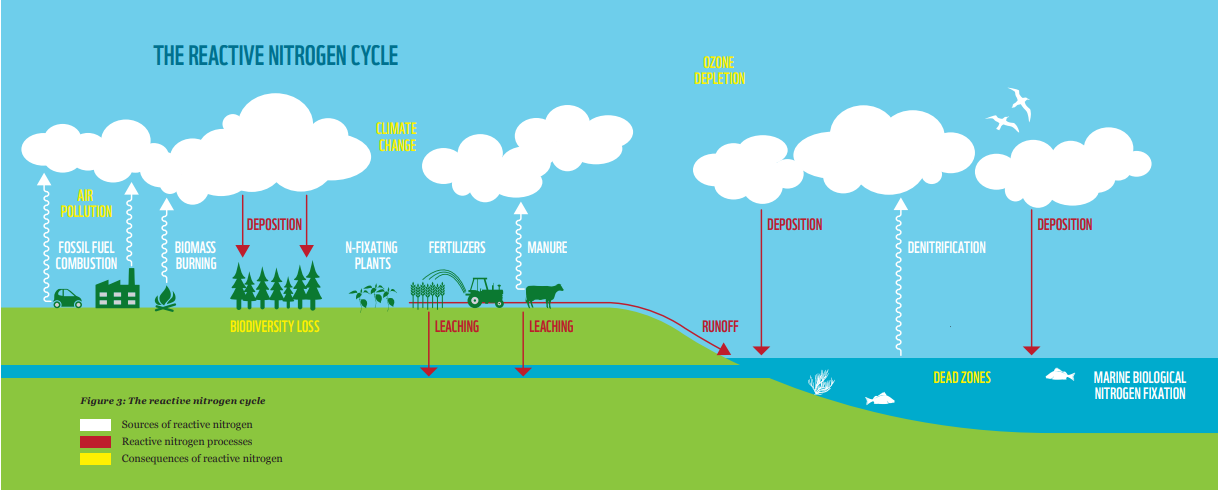 THE REACTIVE NITROGEN CYCLE
OZONE
DEPLETION
CLIMATE
CHANGE
AIR
POLLUTION
FOSSIL FUEL
COMBUSTION
BIOMASS
BURNING
DEPOSITION
N-FIXATING
PLANTS
FERTILIZERS
MANURE
DEPOSITION
DENITRIFICATION
DEPOSITION
BIODIVERSITY LOSS
LEACHING
LEACHING
RUNOFF
DEAD ZONES
MARINE BIOLOGICAL
NITROGEN FIXATION
Figure 3: The reactive nitrogen cycle
Sources of reactive nitrogen
Reactive nitrogen processes
Consequences of reactive nitrogen